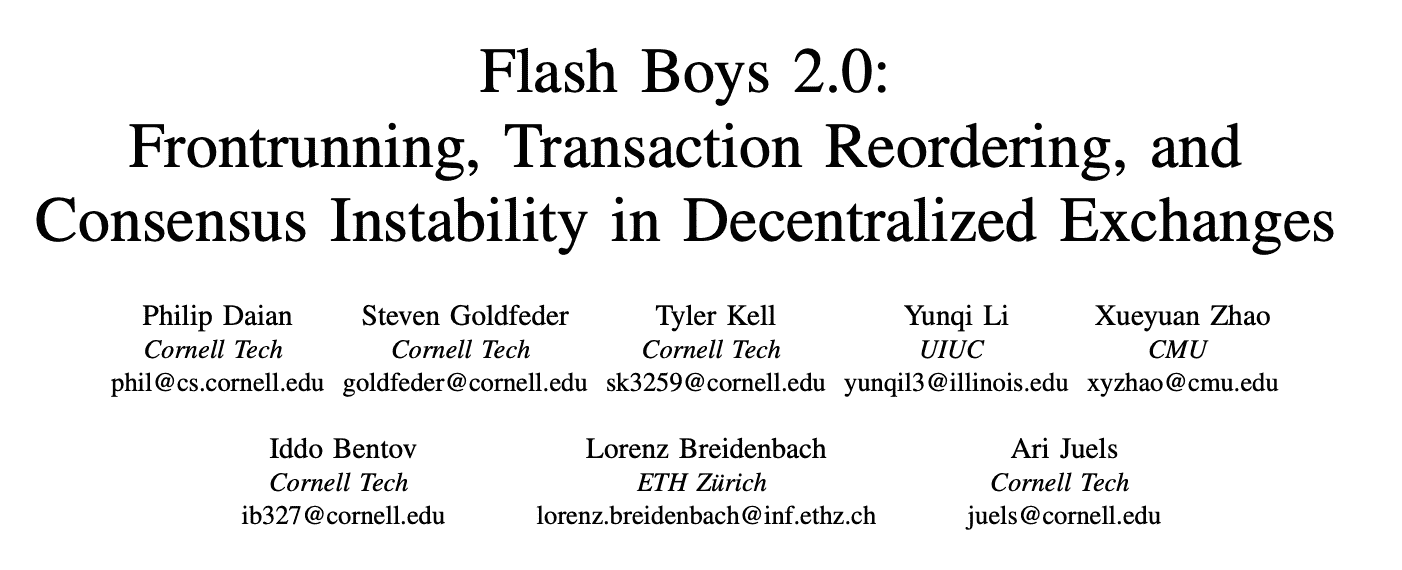 Flash Boys 2.0:
Frontrunning, Transaction Reordering, and
Consensus Instability in Decentralized Exchanges
Philip Daian Steven Goldfeder Tyler Kell Yunqi Li Xueyuan Zhao
Cornell Tech Cornell Tech Cornell Tech UIUC CMU
phil@cs.cornell.edu goldfeder@cornell.edu sk3259@cornell.edu yunqil3@illinois.edu xyzhao@cmu.edu
Iddo Bentov Lorenz Breidenbach Ari Juels
Cornell Tech ETH Zürich Cornell Tech
ib327@cornell.edu lorenz.breidenbach@inf.ethz.ch juels@cornell.edu